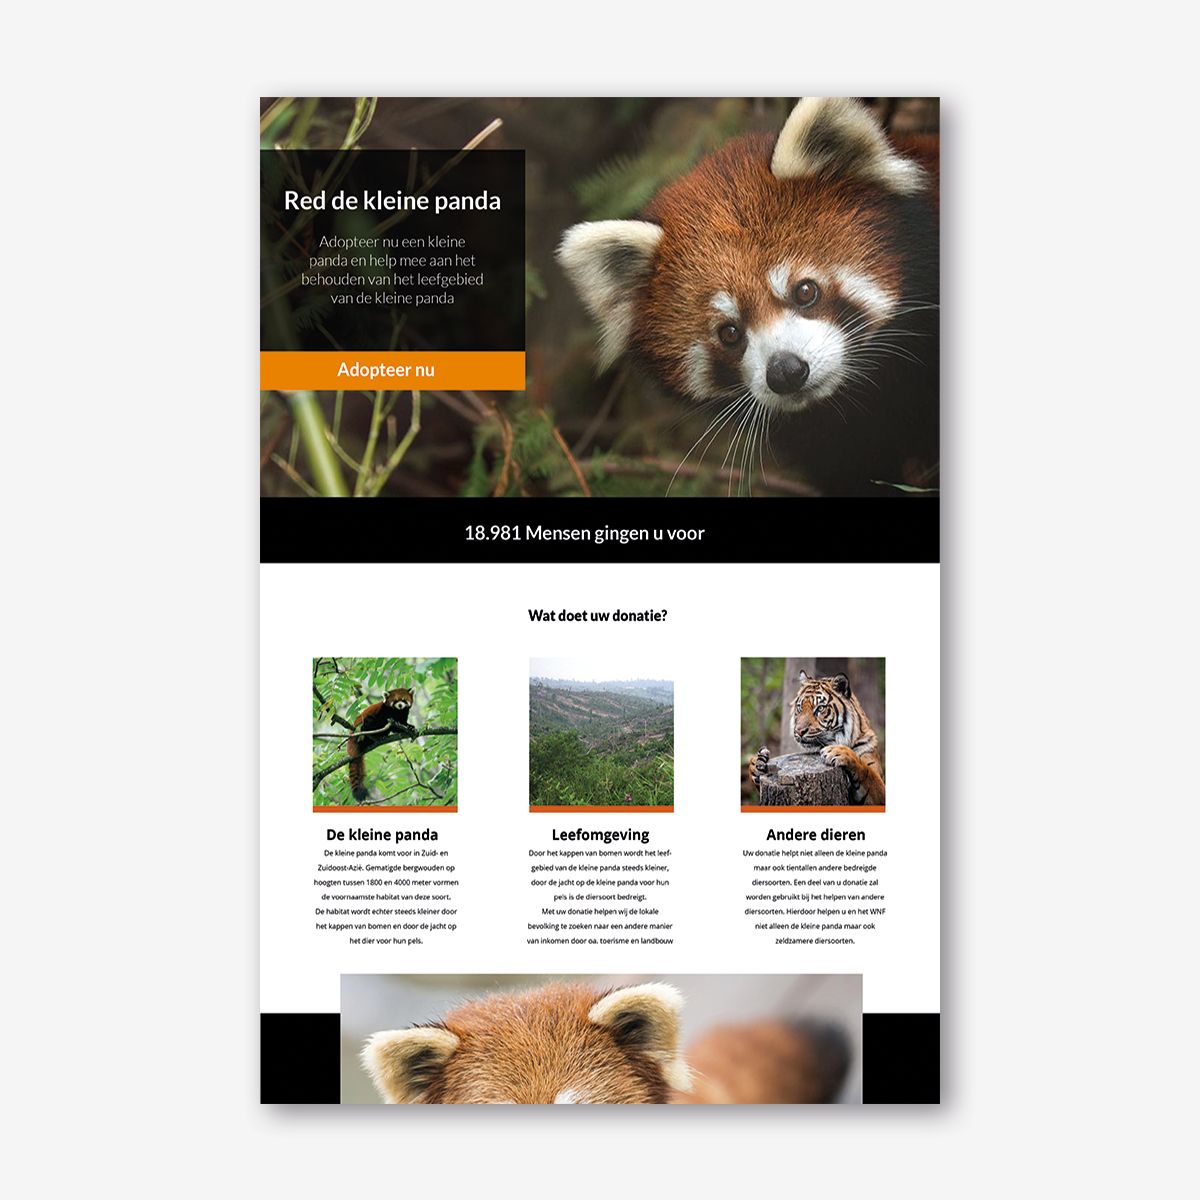 Red de kleine panda
Adopteer nu een kleine
panda en help mee aan het
behouden van het leefgebied
van de kleine panda
Adopteer nu
18.981 Mensen gingen u voor
Wat doet uw donatie?
De kleine panda
De kleine panda komt voor in Zuid- en
Zuidoost-Azië. Gematigde bergwouden op
hoogten tussen 1800 en 4000 meter vormen
de voornaamste habitat van deze soort.
De habitat wordt echter steeds kleiner door
het kappen van bomen en door de jacht op
het dier voor hun pels.
Leefomgeving
Door het kappen van bomen wordt het leef-
gebied van de kleine panda steeds kleiner,
door de jacht op de kleine panda voor hun
pels is de diersoort bedreigt.
Met uw donatie helpen wij de lokale
bevolking te zoeken naar een andere manier
van inkomen door oa. toerisme en landbouw
Andere dieren
Uw donatie helpt niet alleen de kleine panda
maar ook tientallen andere bedreigde
diersoorten. Een deel van u donatie zal
worden gebruikt bij het helpen van andere
diersoorten. Hierdoor helpen u en het WNF
niet alleen de kleine panda maar ook
zeldzamere diersoorten.